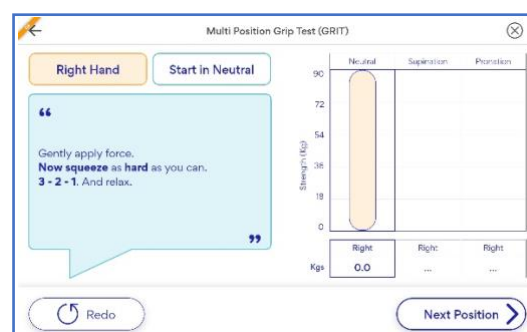 Multi Position Grip Test (GRIT)
Right Hand
Start in Neutral
“
Gently apply force.
Now squeeze as hard as you can.
3 - 2 - 1. And relax.
”
Neutral Supination Pronation
Strength (Kg)
90
72
54
36
18
0
Right Right Right
Kgs 0.0 ... ...
Redo
Next Position